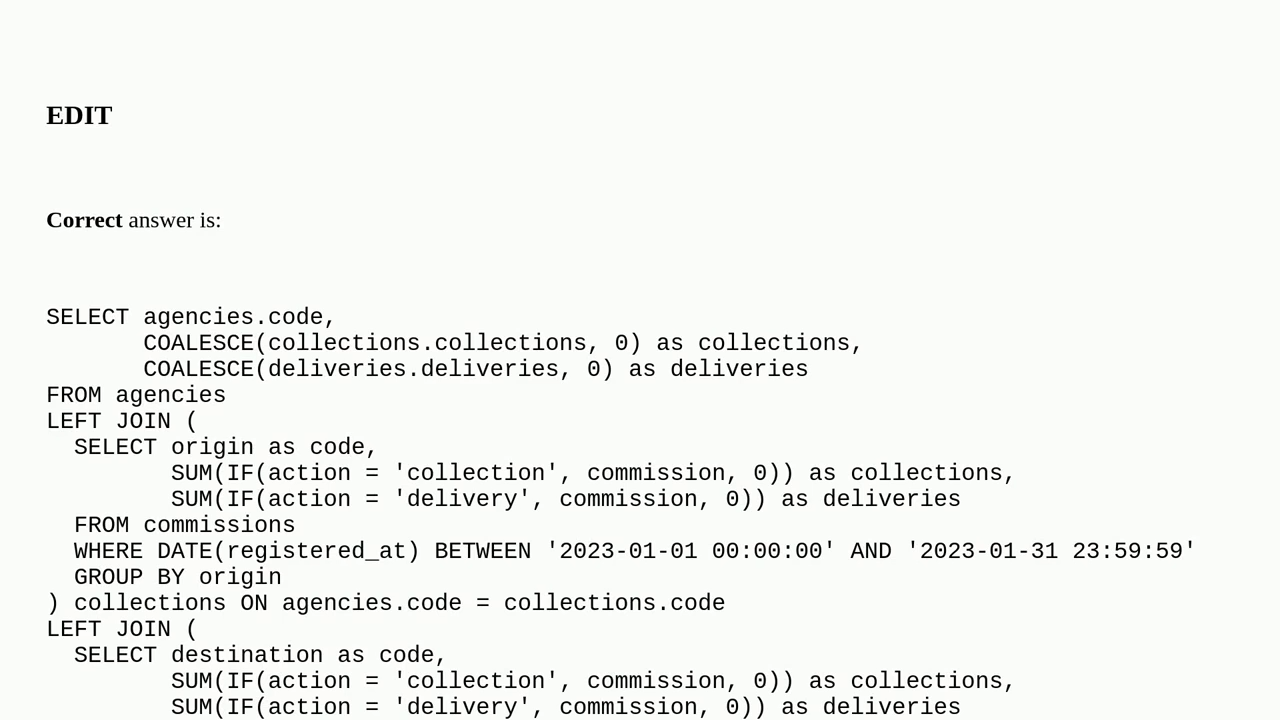 EDIT
Correct answer is:
SELECT agencies.code,
       COALESCE(collections.collections, 0) as collections,
       COALESCE(deliveries.deliveries, 0) as deliveries
FROM agencies
LEFT JOIN (
  SELECT origin as code,
         SUM(IF(action = 'collection', commission, 0)) as collections,
         SUM(IF(action = 'delivery', commission, 0)) as deliveries
  FROM commissions
  WHERE DATE(registered_at) BETWEEN '2023-01-01 00:00:00' AND '2023-01-31 23:59:59'
  GROUP BY origin
) collections ON agencies.code = collections.code
LEFT JOIN (
  SELECT destination as code,
         SUM(IF(action = 'collection', commission, 0)) as collections,
         SUM(IF(action = 'delivery', commission, 0)) as deliveries